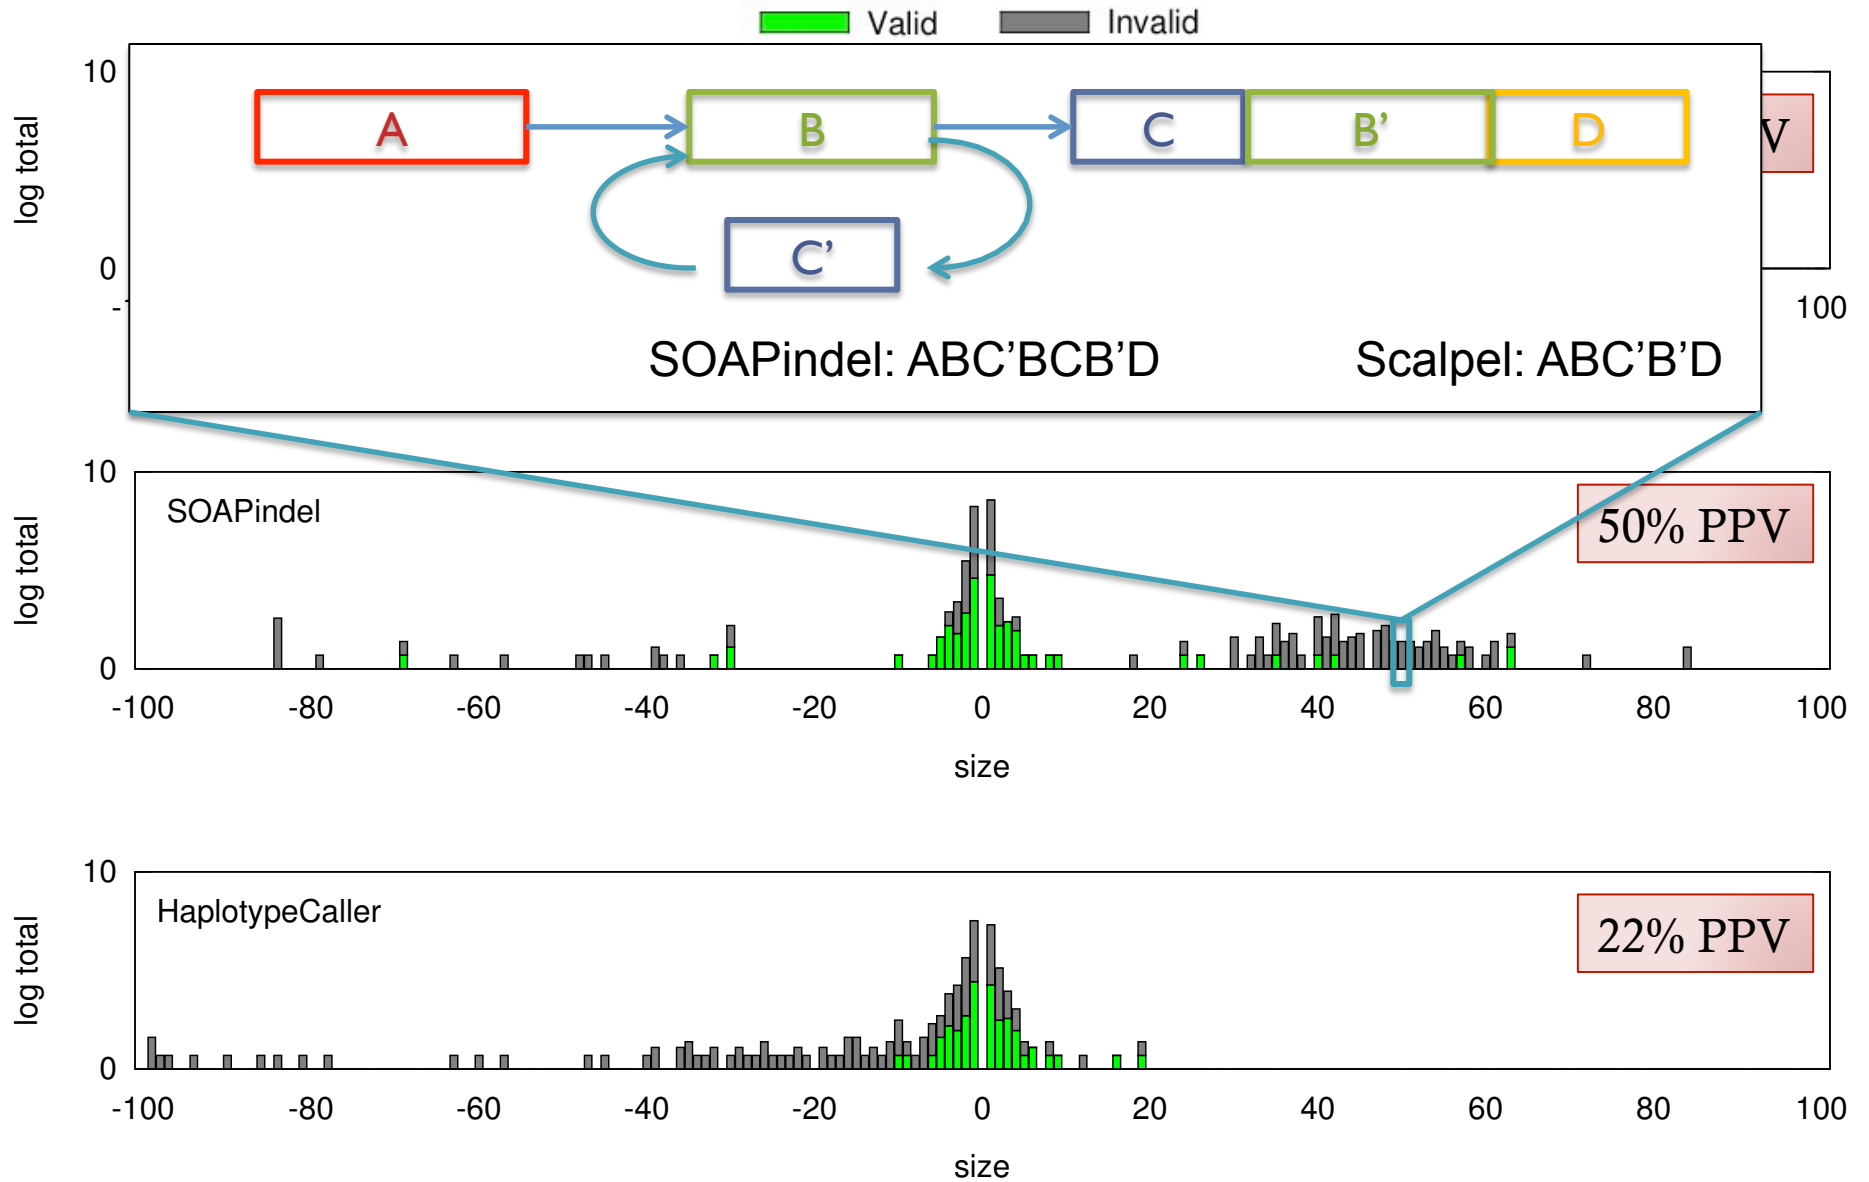 Valid Invalid
10
log total
0
-
100
A B C B’ D
C’
V
SOAPindel: ABC’BCB’D Scalpel: ABC’B’D
10
SOAPindel
50% PPV
log total
0
-100 -80 -60 -40 -20 0 20 40 60 80 100
size
10
HaplotypeCaller
22% PPV
log total
0
-100 -80 -60 -40 -20 0 20 40 60 80 100
size